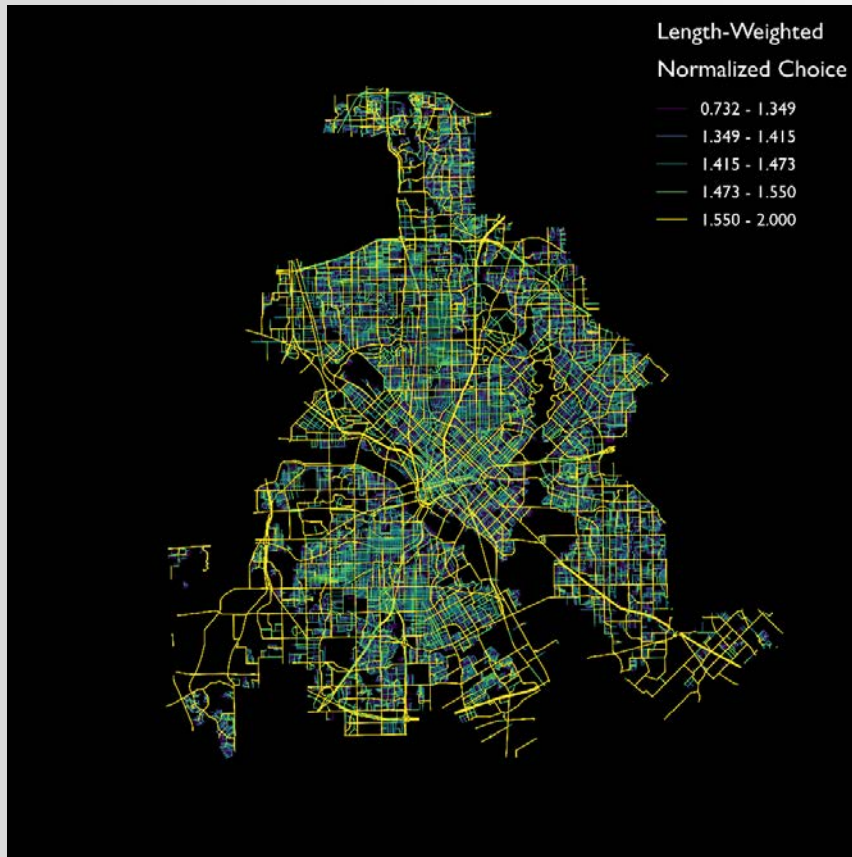 Length-Weighted
Normalized Choice
0.732 - 1.349
1.349 - 1.415
1.415 - 1.473
1.473 - 1.550
1.550 - 2.000